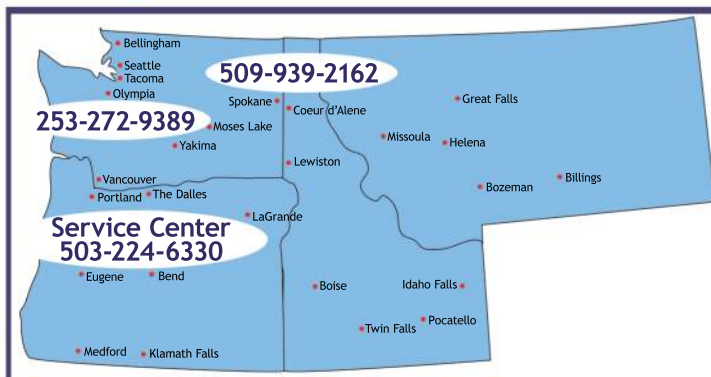 Bellingham
Seattle
Tacoma
509-939-2162
Olympia
Spokane
Coeur d'Alene
Great Falls
253-272-9389
Moses Lake
Missoula
Helena
Yakima
Lewiston
Billings
Vancouver
Bozeman
Portland
The Dalles
LaGrande
Service Center
503-224-6330
Eugene
Bend
Boise
Idaho Falls
Twin Falls
Pocatello
Medford
Klamath Falls